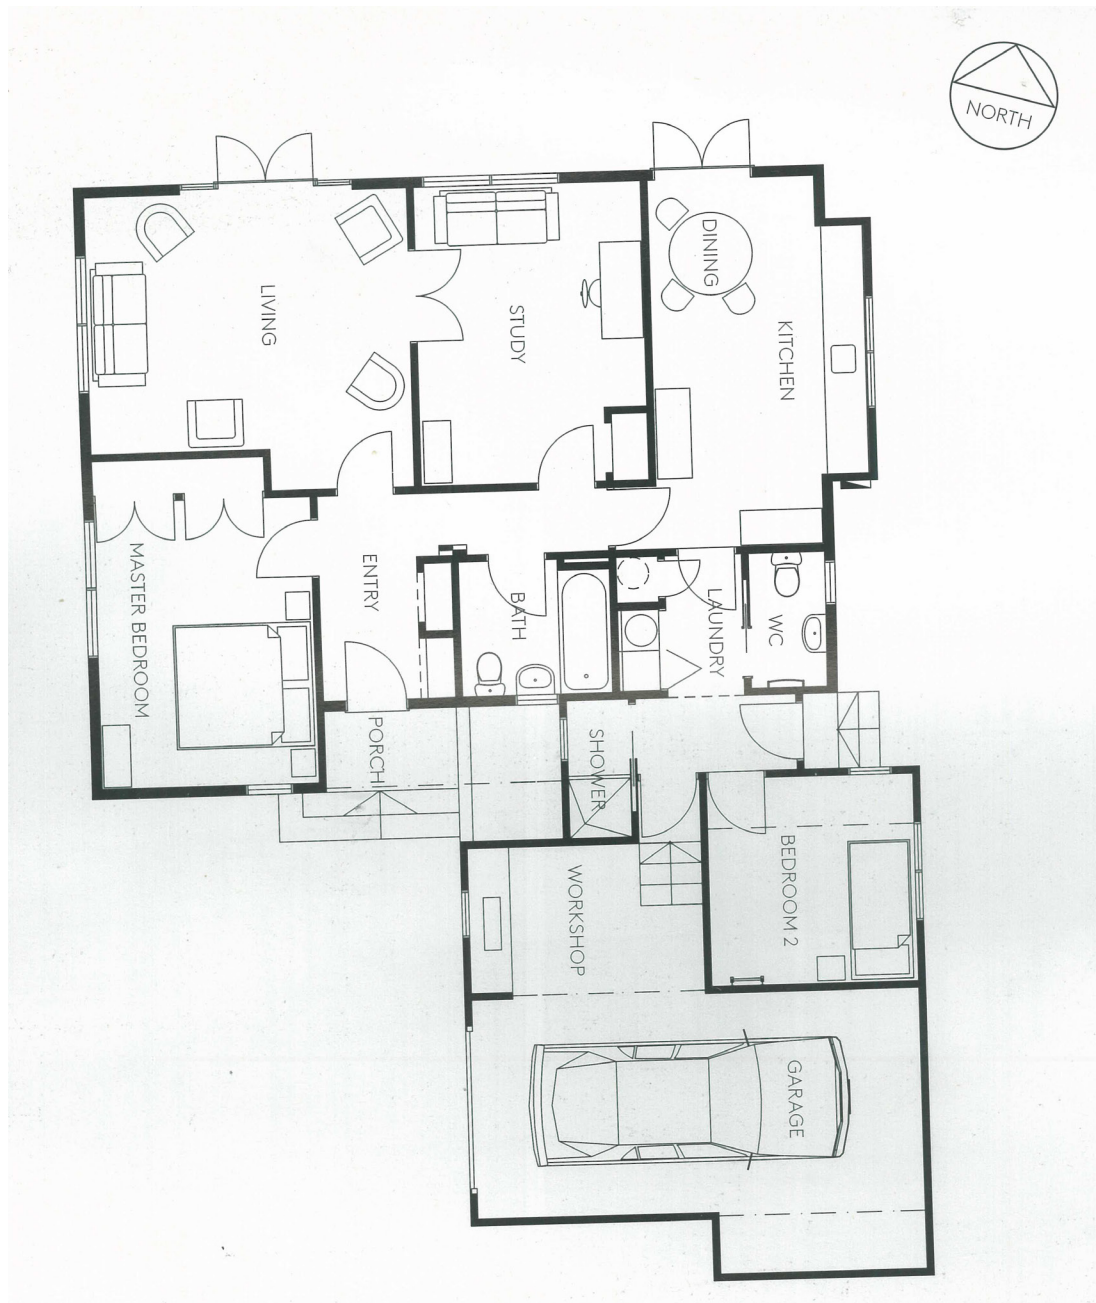 NORTH
DINING
LIVING
STUDY
KITCHEN
MASTER BEDROOM
ENTRY
BATH
LAUNDRY
WC
PORCH
SHOWER
WORKSHOP
BEDROOM 2
GARAGE